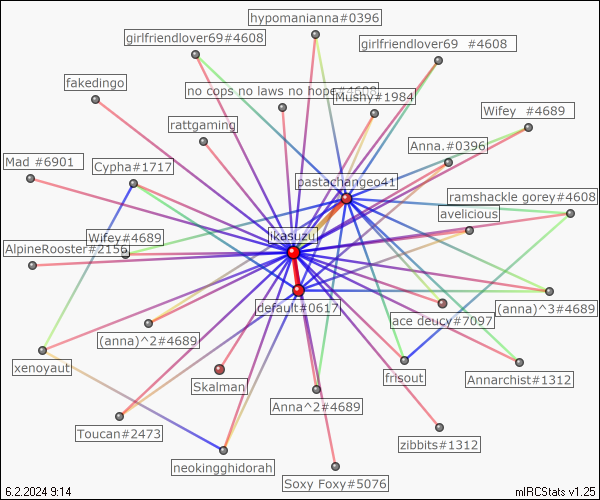 hypomanianna#0396
girlfriendlover69#4608
girlfriendlover69 #4608
fakedingo
no cops no laws no hope#4608
Mushy#1984
Wifey #4689
rattgaming
Anna.#0396
Mad #6901
Cypha#1717
pastachangeo41
ramshackle gorey#4608
avelicious
ikasuzu
Wifey#4689
AlpineRooster#2156
default#0617
(anna)^3#4689
ace deucy#7097
(anna)^2#4689
xenoyaut
frisout
Annarchist#1312
Skalman
Anna^2#4689
Toucan#2473
zibbits#1312
neokingghidorah
Soxy Foxy#5076
6.2.2024 9:14
mIRCStats v1.25